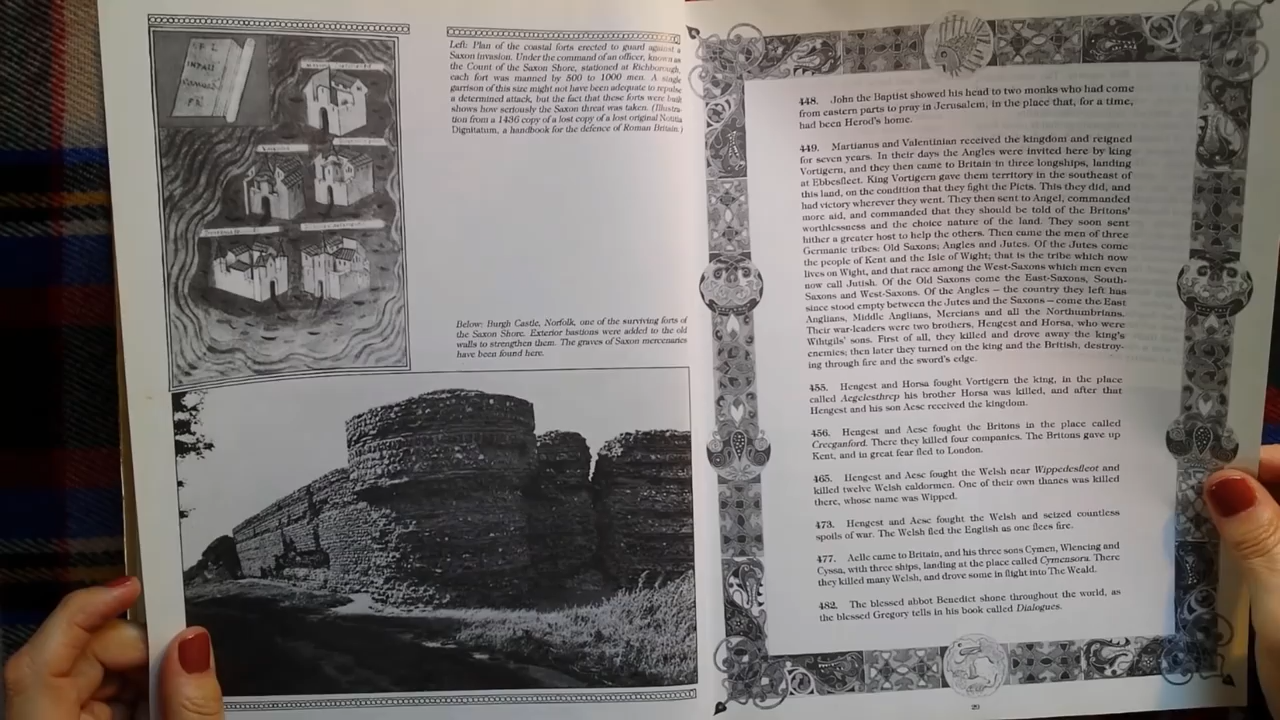 Left: Plan of the coastal forts erected to guard against a
Saxon invasion. Under the command of an officer, known as
the Count of the Saxon Shore, stationed at Richborough,
each fort was manned by 500 to 1000 men. A single
garrison of this size might not have been adequate to repulse
a determined attack, but the fact that these forts were built
shows how seriously the Saxon threat was taken. (Illustra-
tion from a 1436 copy of a lost copy of a lost original Notitia
Dignitatum, a handbook for the defence of Roman Britain.)
Below: Burgh Castle, Norfolk, one of the surviving forts of
the Saxon Shore. Exterior bastions were added to the old
walls to strengthen them. The graves of Saxon mercenaries
have been found here.
448. John the Baptist showed his head to two monks who had come
from eastern parts to pray in Jerusalem, in the place that, for a time,
had been Herod's home.
449. Martianus and Valentinian received the kingdom and reigned
for seven years. In their days the Angles were invited here by king
Vortigern, and they then came to Britain in three longships, landing
at Ebbesfleet. King Vortigern gave them territory in the southeast of
this land, on the condition that they fight the Picts. This they did, and
had victory wherever they went. They then sent to Angel, commanded
more aid, and commanded that they should be told of the Britons'
worthlessness and the choice nature of the land. They soon sent
hither a greater host to help the others. Then came the men of three
Germanic tribes: Old Saxons; Angles and Jutes. Of the Jutes come
the people of Kent and the Isle of Wight; that is the tribe which now
lives on Wight, and that race among the West-Saxons which men even
now call Jutish. Of the Old Saxons come the East-Saxons, South-
Saxons and West-Saxons. Of the Angles – the country they left has
since stood empty between the Jutes and the Saxons – come the East
Anglians, Middle Anglians, Mercians and all the Northumbrians.
Their war-leaders were two brothers, Hengest and Horsa, who were
Wihtgils' sons. First of all, they killed and drove away the king's
enemies; then later they turned on the king and the British, destroy-
ing through fire and the sword's edge.
455. Hengest and Horsa fought Vortigern the king, in the place
called Aegelesthrep his brother Horsa was killed, and after that
Hengest and his son Aesc received the kingdom.
456. Hengest and Aesc fought the Britons in the place called
Crecganford. There they killed four companies. The Britons gave up
Kent, and in great fear fled to London.
465. Hengest and Aesc fought the Welsh near Wippedesfleot and
killed twelve Welsh ealdormen. One of their own thanes was killed
there, whose name was Wipped.
473. Hengest and Aesc fought the Welsh and seized countless
spoils of war. The Welsh fled the English as one flees fire.
477. Aelle came to Britain, and his three sons Cymen, Wlencing and
Cyssa, with three ships, landing at the place called Cymensora. There
they killed many Welsh, and drove some in flight into The Weald.
482. The blessed abbot Benedict shone throughout the world, as
the blessed Gregory tells in his book called Dialogues.
29